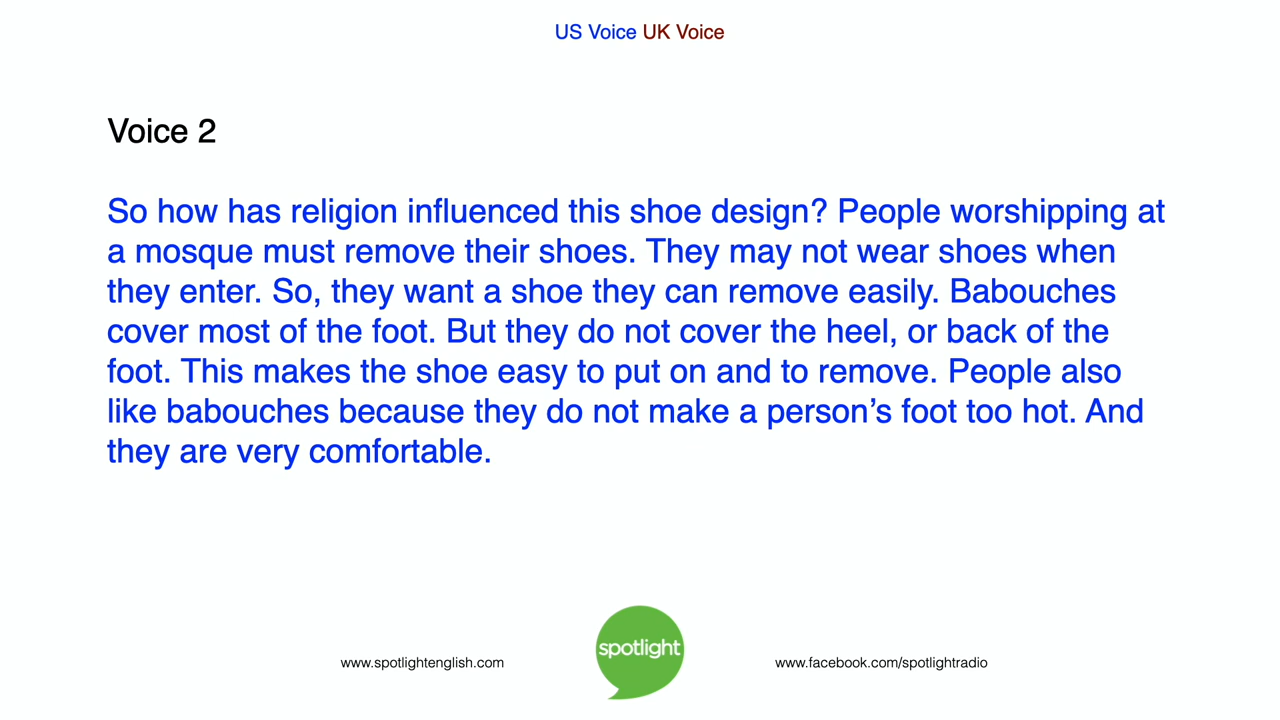 US Voice UK Voice
Voice 2
So how has religion influenced this shoe design? People worshipping at
a mosque must remove their shoes. They may not wear shoes when
they enter. So, they want a shoe they can remove easily. Babouches
cover most of the foot. But they do not cover the heel, or back of the
foot. This makes the shoe easy to put on and to remove. People also
like babouches because they do not make a person’s foot too hot. And
they are very comfortable.
www.spotlightenglish.com
spotlight
www.facebook.com/spotlightradio